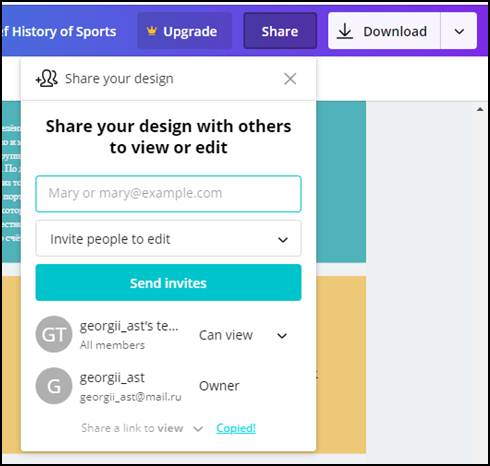 ef History of Sports
Upgrade
Share
Download
Share your design
Share your design with others
to view or edit
Mary or mary@example.com
Invite people to edit
Send invites
GT
georgii_ast's te...
All members
Can view
G
georgii_ast
georgii_ast@mail.ru
Owner
Share a link to view
Copied!